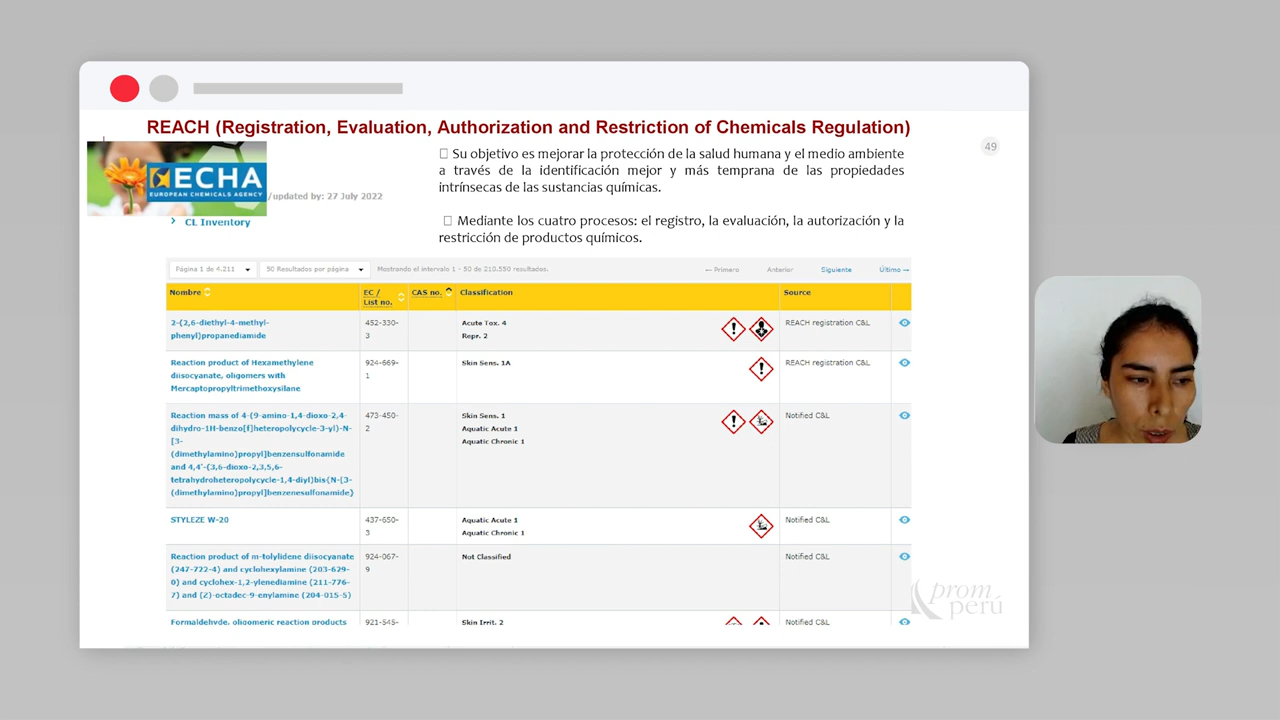 REACH (Registration, Evaluation, Authorization and Restriction of Chemicals Regulation)
49
ECHA
EUROPEAN CHEMICALS AGENCY
/updated by: 27 July 2022
CL Inventory
Su objetivo es mejorar la protección de la salud humana y el medio ambiente
a través de la identificación mejor y más temprana de las propiedades
intrínsecas de las sustancias químicas.
Mediante los cuatro procesos: el registro, la evaluación, la autorización y la
restricción de productos químicos.
Página 1 de 4.211 50 Resultados por página Mostrando el intervalo 1 - 50 de 210.550 resultados. ← Primero Anterior Siguiente Último →
Nombre EC / List no. CAS no. Classification Source
2-(2,6-diethyl-4-methyl-
phenyl)propanediamide
452-330-
3
Acute Tox. 4
Repr. 2
REACH registration C&L
Reaction product of Hexamethylene
diisocyanate, oligomers with
Mercaptopropyltrimethoxysilane
924-669-
1
Skin Sens. 1A
REACH registration C&L
Reaction mass of 4-(9-amino-1,4-dioxo-2,4-
dihydro-1H-benzo[f]heteropolycycle-3-yl)-N-
[3-
(dimethylamino)propyl]benzensulfonamide
and 4,4'-(3,6-dioxo-2,3,5,6-
tetrahydroheteropolycycle-1,4-diyl)bis(N-[3-
(dimethylamino)propyl]benzenesulfonamide)
473-450-
2
Skin Sens. 1
Aquatic Acute 1
Aquatic Chronic 1
Notified C&L
STYLEZE W-20
437-650-
3
Aquatic Acute 1
Aquatic Chronic 1
Notified C&L
Reaction product of m-tolylidene diisocyanate
(247-722-4) and cyclohexylamine (203-629-
0) and cyclohex-1,2-ylenediamine (211-776-
7) and (Z)-octadec-9-enylamine (204-015-5)
924-067-
9
Not Classified
Notified C&L
Formaldehyde, oligomeric reaction products
921-545-
Skin Irrit. 2
Notified C&L
prom
perú